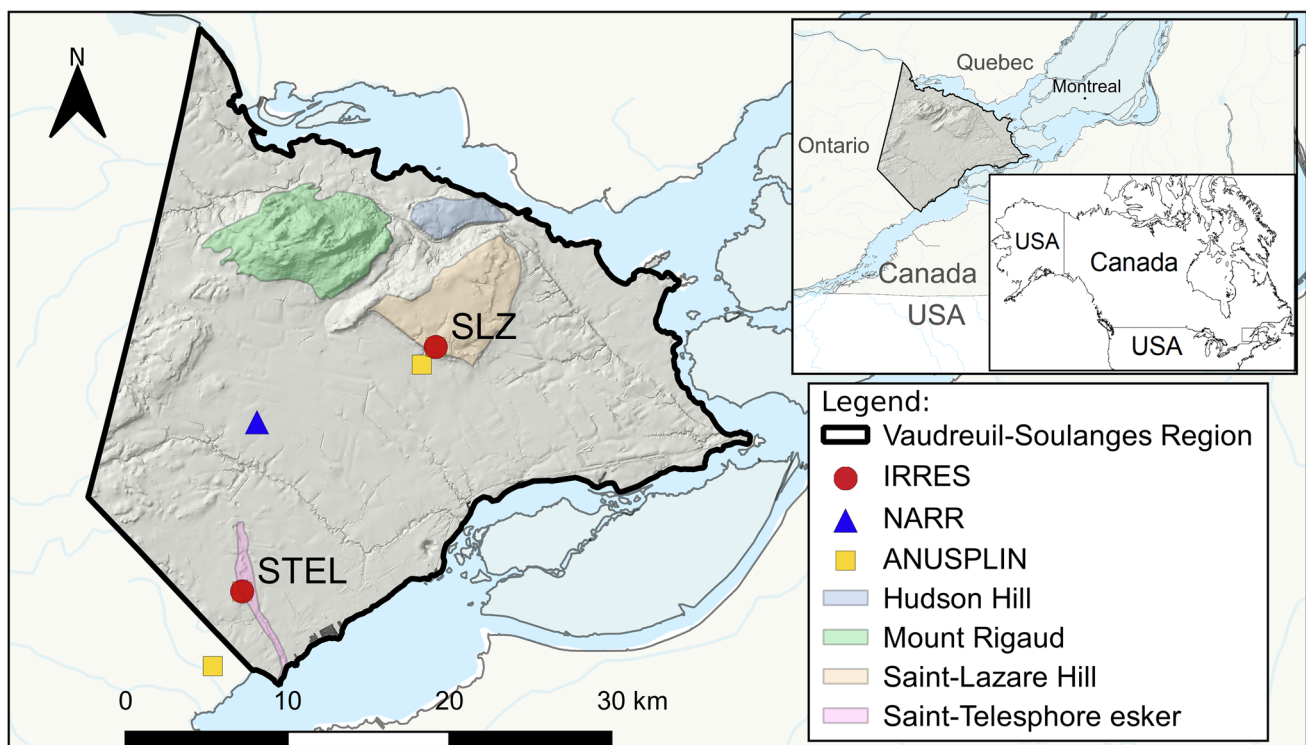 N
SLZ
STEL
0 10 20 30 km
Quebec
Montreal
Ontario
Canada
USA
USA
Canada
USA
Legend:
Vaudreuil-Soulanges Region
IRRES
NARR
ANUSPLIN
Hudson Hill
Mount Rigaud
Saint-Lazare Hill
Saint-Telesphore esker